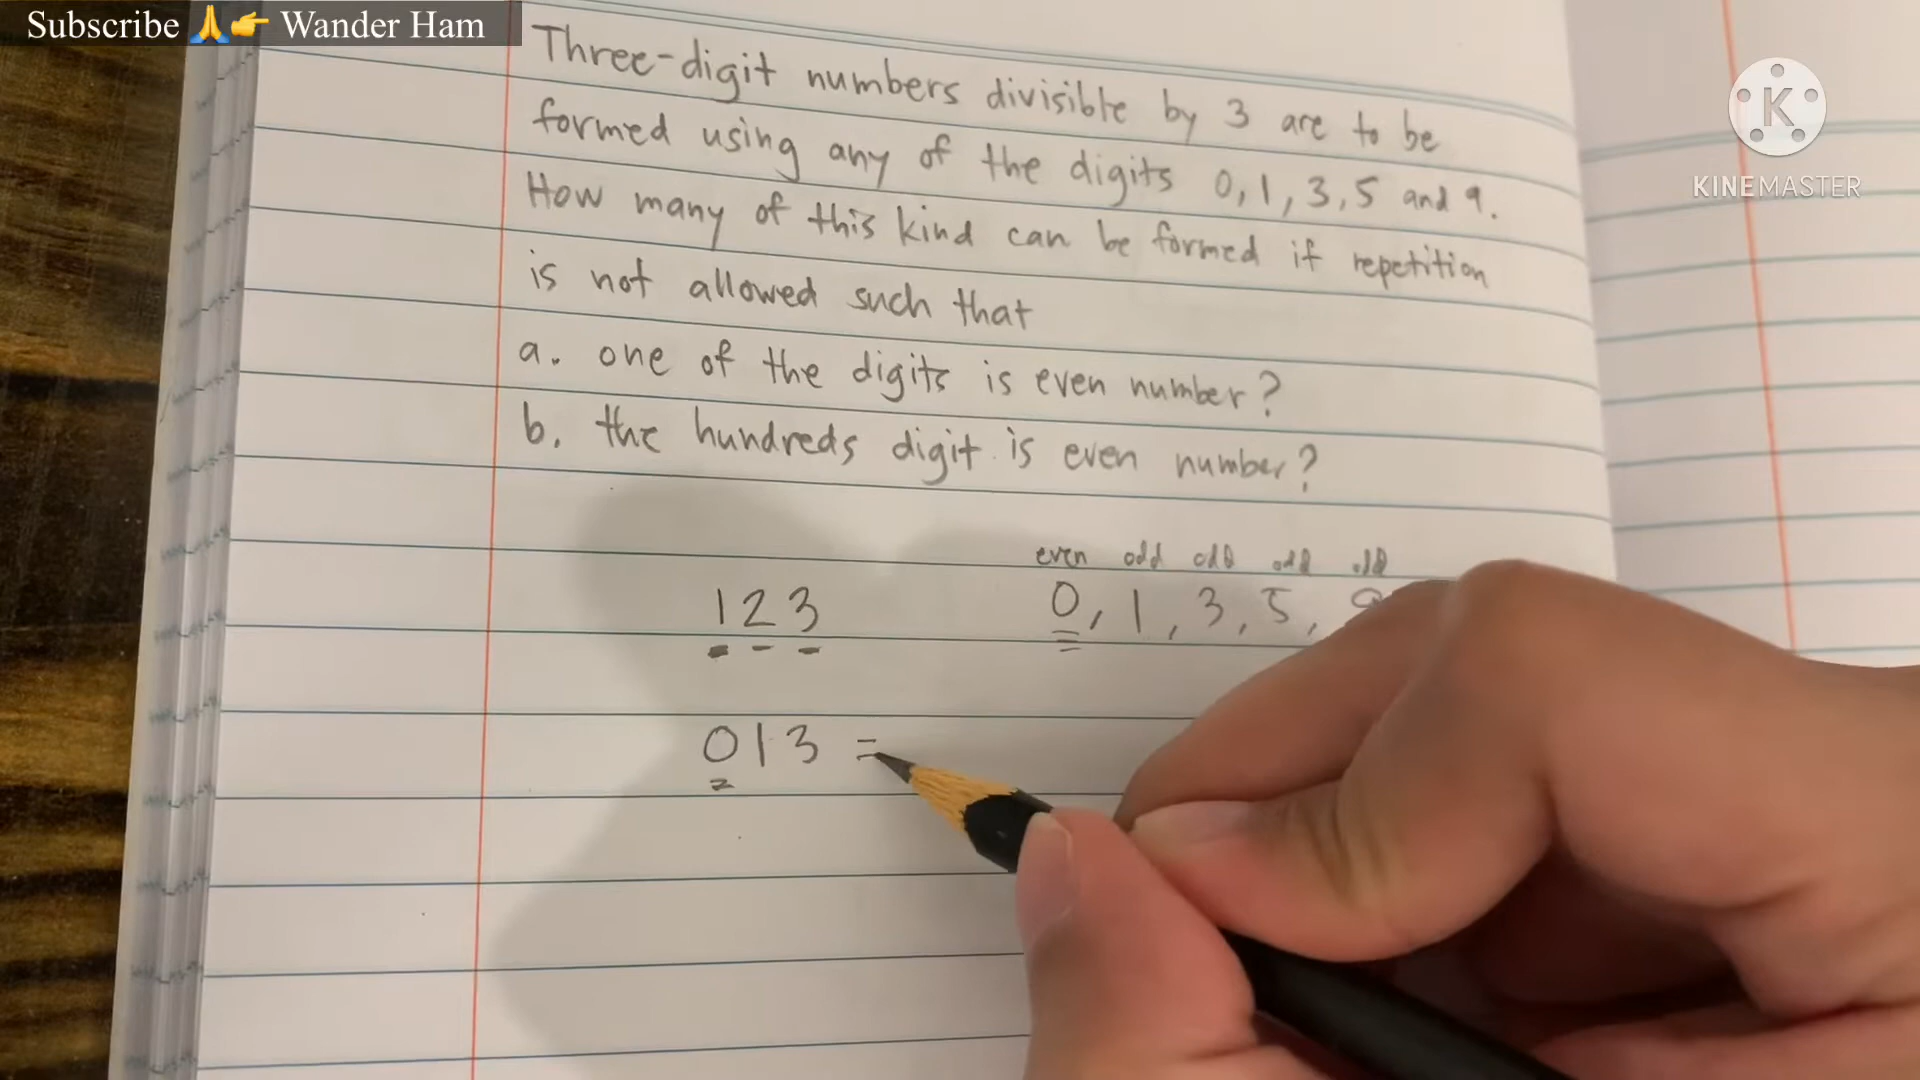 Subscribe 🙏👉 Wander Ham
KINEMASTER
Three-digit numbers divisible by 3 are to be
formed using any of the digits 0, 1, 3, 5 and 9.
How many of this kind can be formed if repetition
is not allowed such that
a. one of the digits is even number?
b. the hundreds digit is even number?
even odd odd odd odd
123 0, 1, 3, 5, 9
013 =